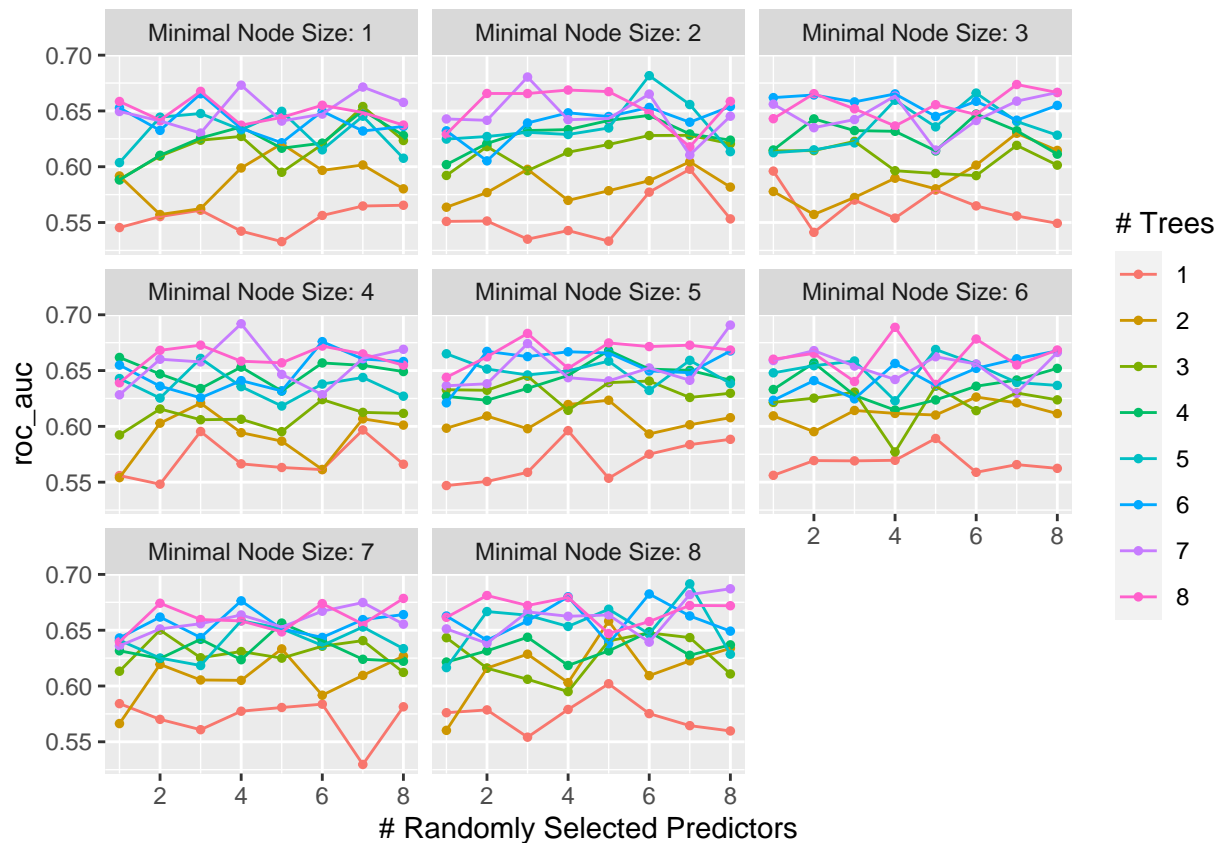 Minimal Node Size: 1 Minimal Node Size: 2 Minimal Node Size: 3
0.70
0.65
0.60
0.55
Minimal Node Size: 4 Minimal Node Size: 5 Minimal Node Size: 6
0.70
0.65
0.60
0.55
2 4 6 8
Minimal Node Size: 7 Minimal Node Size: 8
0.70
0.65
0.60
0.55
2 4 6 8 2 4 6 8
# Randomly Selected Predictors
roc_auc
# Trees
1
2
3
4
5
6
7
8